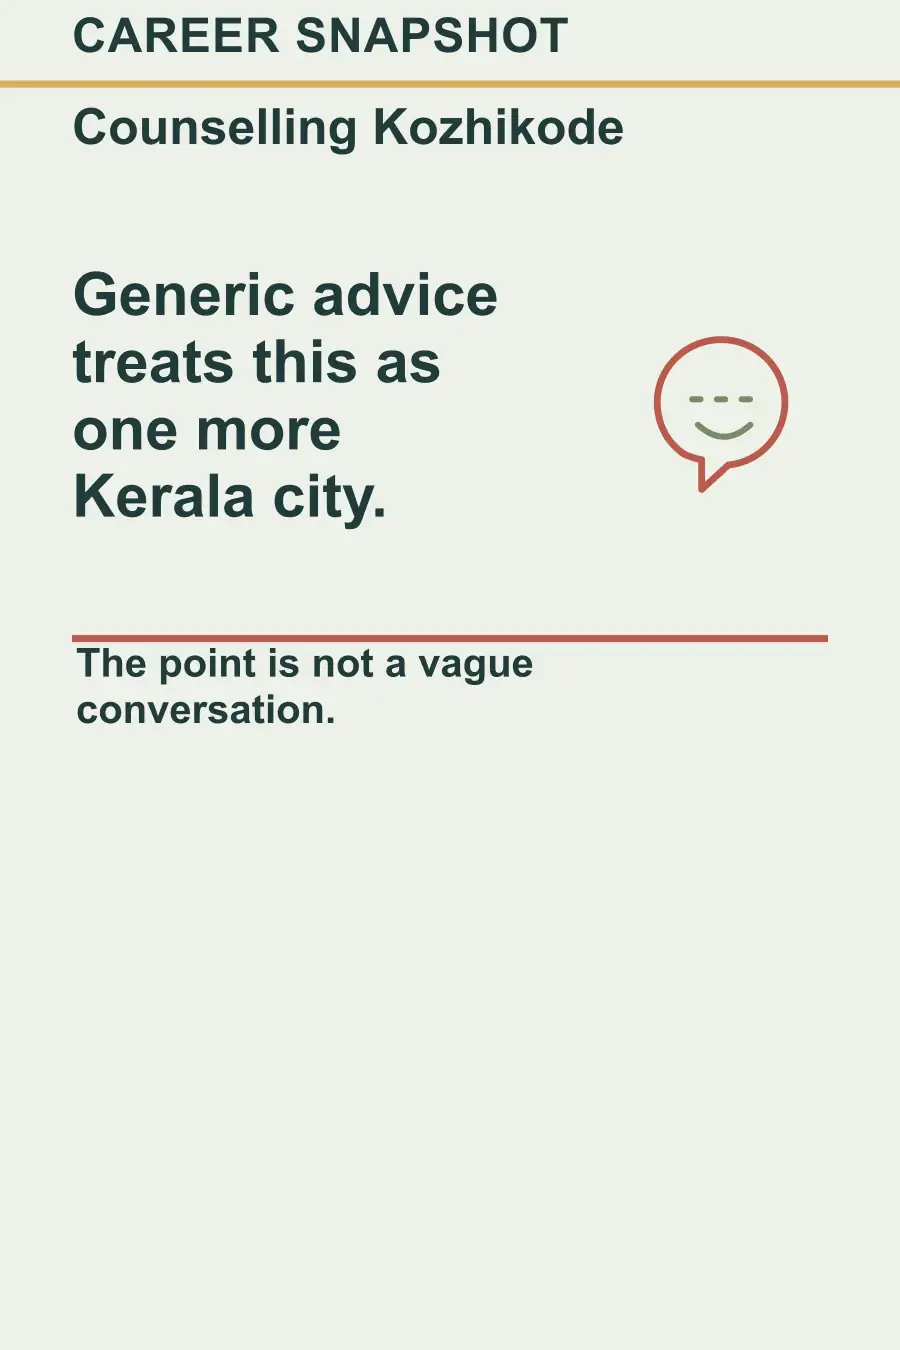 CAREER SNAPSHOT
Counselling Kozhikode
Generic advice
treats this as
one more
Kerala city.
The point is not a vague
conversation.